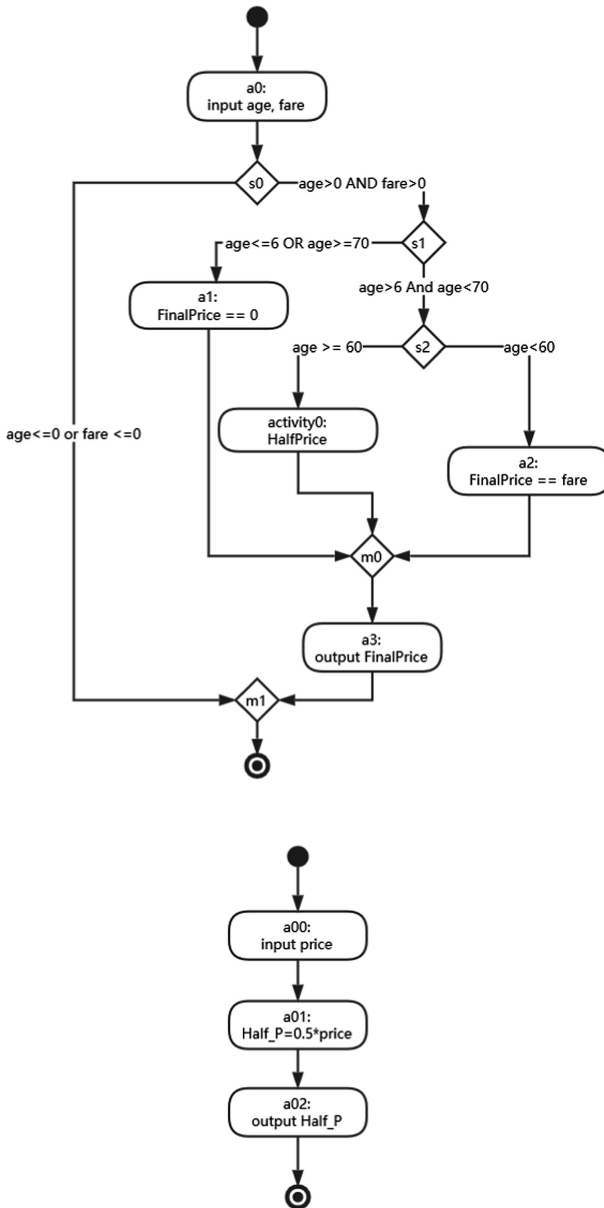 a0:
input age, fare
s0
age>0 AND fare>0
s1
age<=6 OR age>=70
age>6 And age<70
a1:
FinalPrice == 0
s2
age >= 60
age<60
activity0:
HalfPrice
age<=0 or fare <=0
a2:
FinalPrice == fare
m0
a3:
output FinalPrice
m1
a00:
input price
a01:
Half_P=0.5*price
a02:
output Half_P